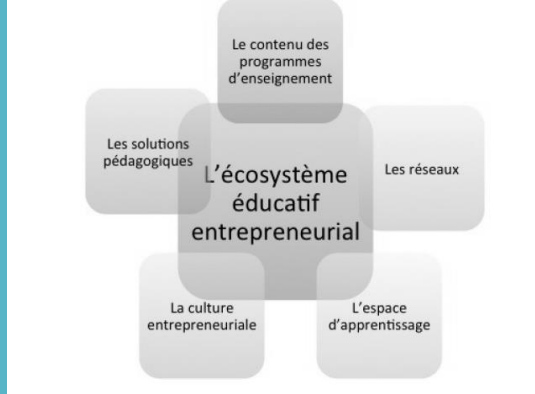 Le contenu des
programmes
d'enseignement
Les solutions
pédagogiques
L'écosystème
éducatif
entrepreneurial
Les réseaux
La culture
entrepreneuriale
L'espace
d'apprentissage